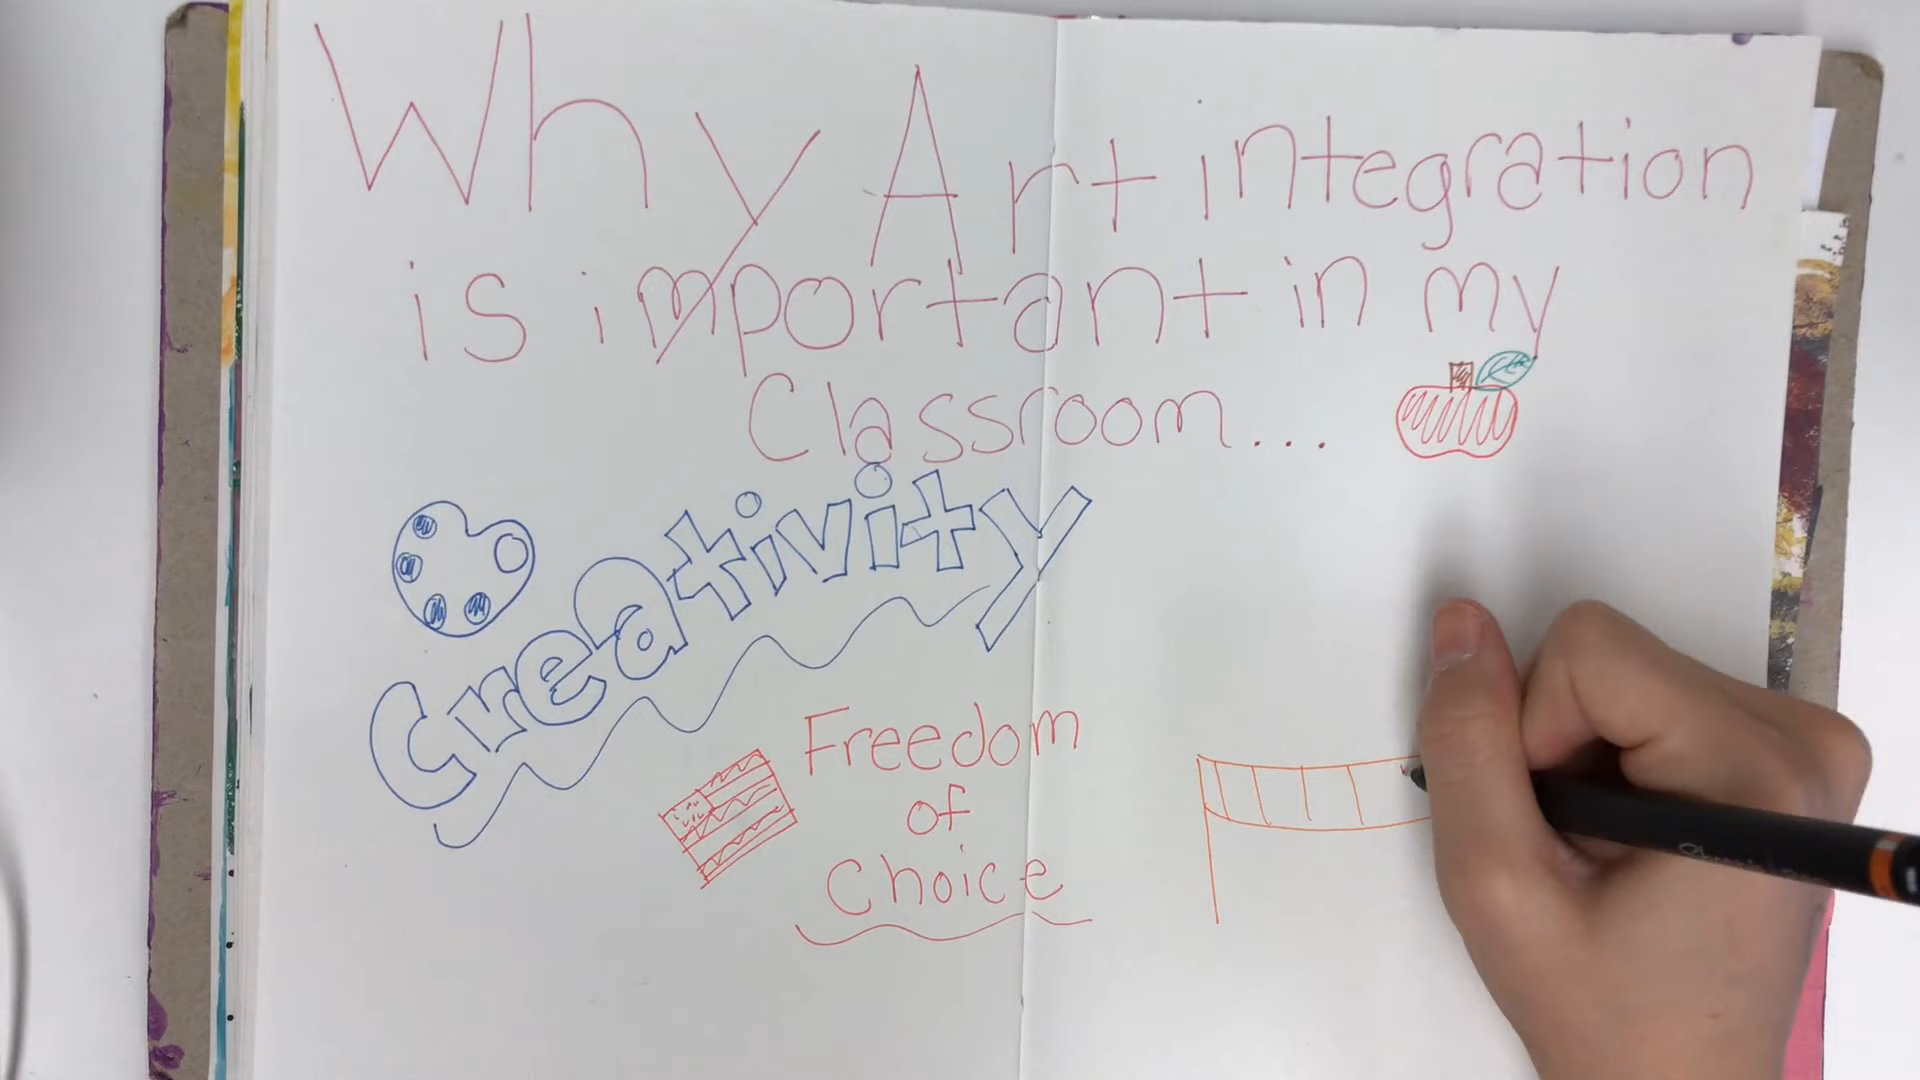 Why Art integration
is important in my
Classroom...
Creativity
Freedom
of
Choice